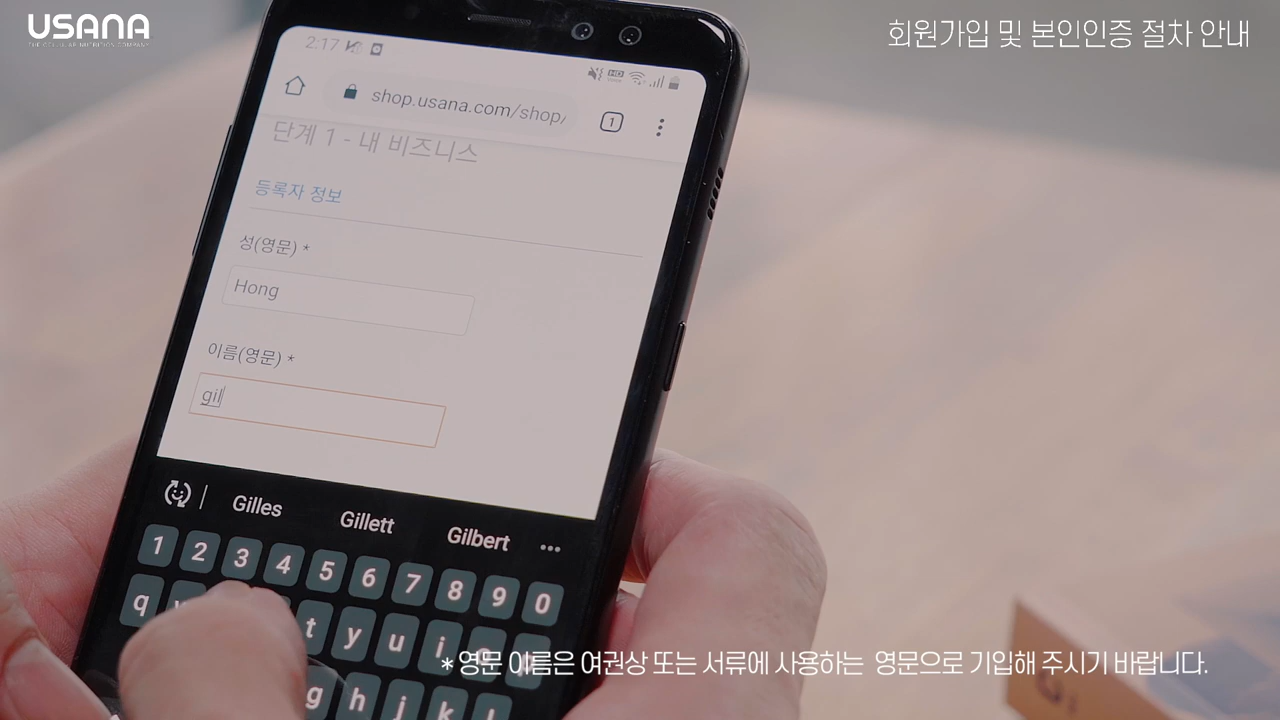 USANA
THE CELLULAR NUTRITION COMPANY
회원가입 및 본인인증 절차 안내
2:17
shop.usana.com/shop/
1
단계 1 - 내 비즈니스
등록자 정보
성(영문) *
Hong
이름(영문) *
gil
Gilles Gillett Gilbert
1 2 3 4 5 6 7 8 9 0
q t y u i
g h j k l
* 영문 이름은 여권상 또는 서류에 사용하는 영문으로 기입해 주시기 바랍니다.